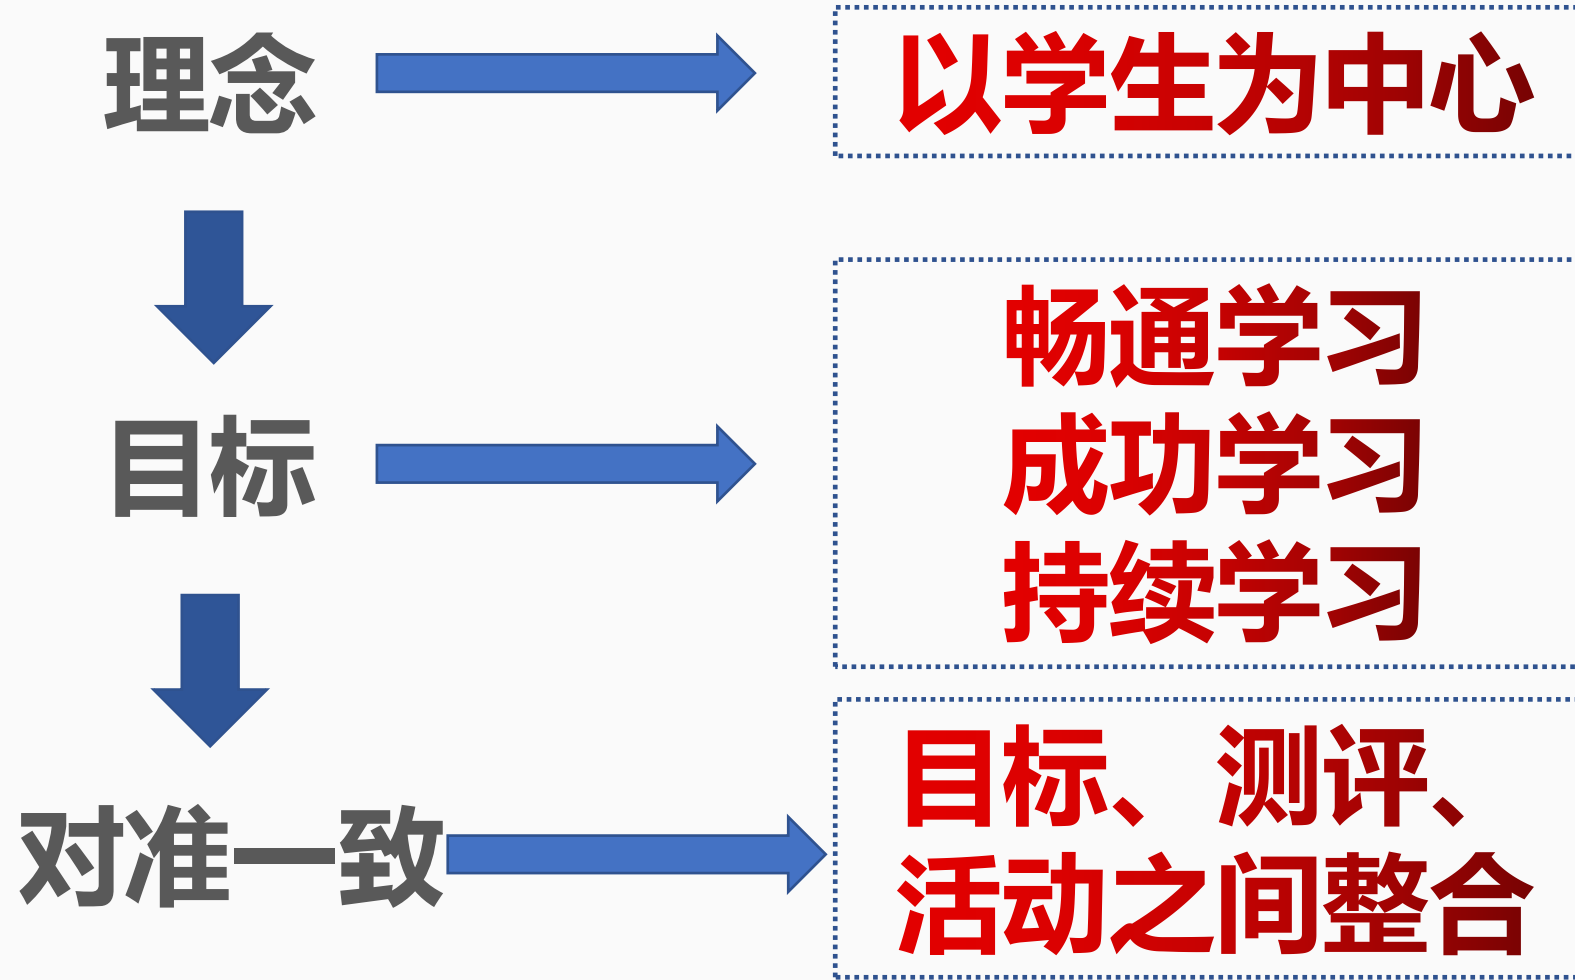 理念
以学生为中心
目标
畅通学习
成功学习
持续学习
对准一致
目标、测评、
活动之间整合